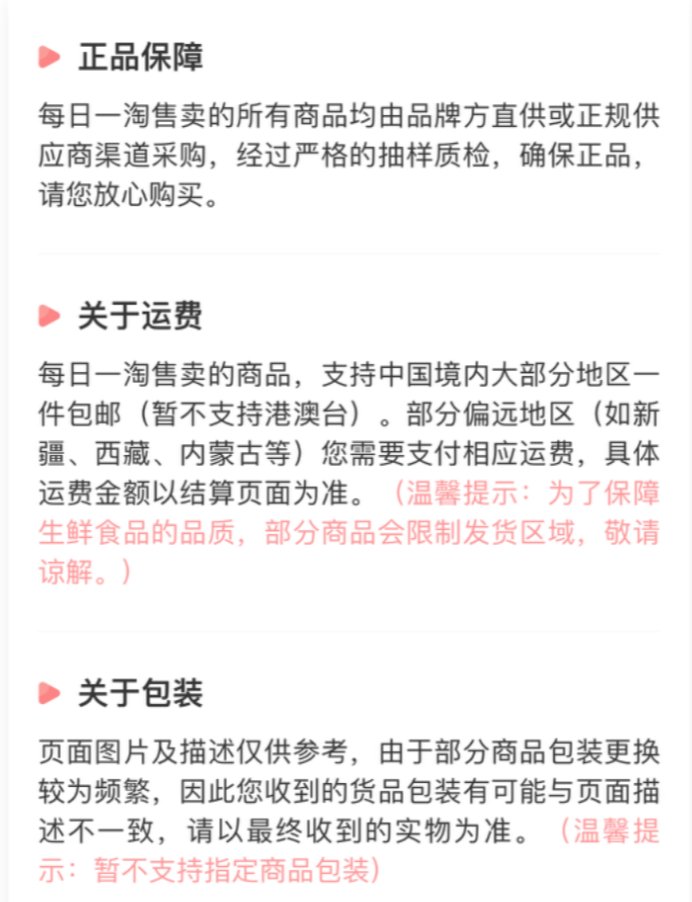 正品保障
每日一淘售卖的所有商品均由品牌方直供或正规供
应商渠道采购，经过严格的抽样质检，确保正品，
请您放心购买。
关于运费
每日一淘售卖的商品，支持中国境内大部分地区一
件包邮（暂不支持港澳台）。部分偏远地区（如新
疆、西藏、内蒙古等）您需要支付相应运费，具体
运费金额以结算页面为准。（温馨提示：为了保障
生鲜食品的品质，部分商品会限制发货区域，敬请
谅解。）
关于包装
页面图片及描述仅供参考，由于部分商品包装更换
较为频繁，因此您收到的货品包装有可能与页面描
述不一致，请以最终收到的实物为准。（温馨提
示：暂不支持指定商品包装）